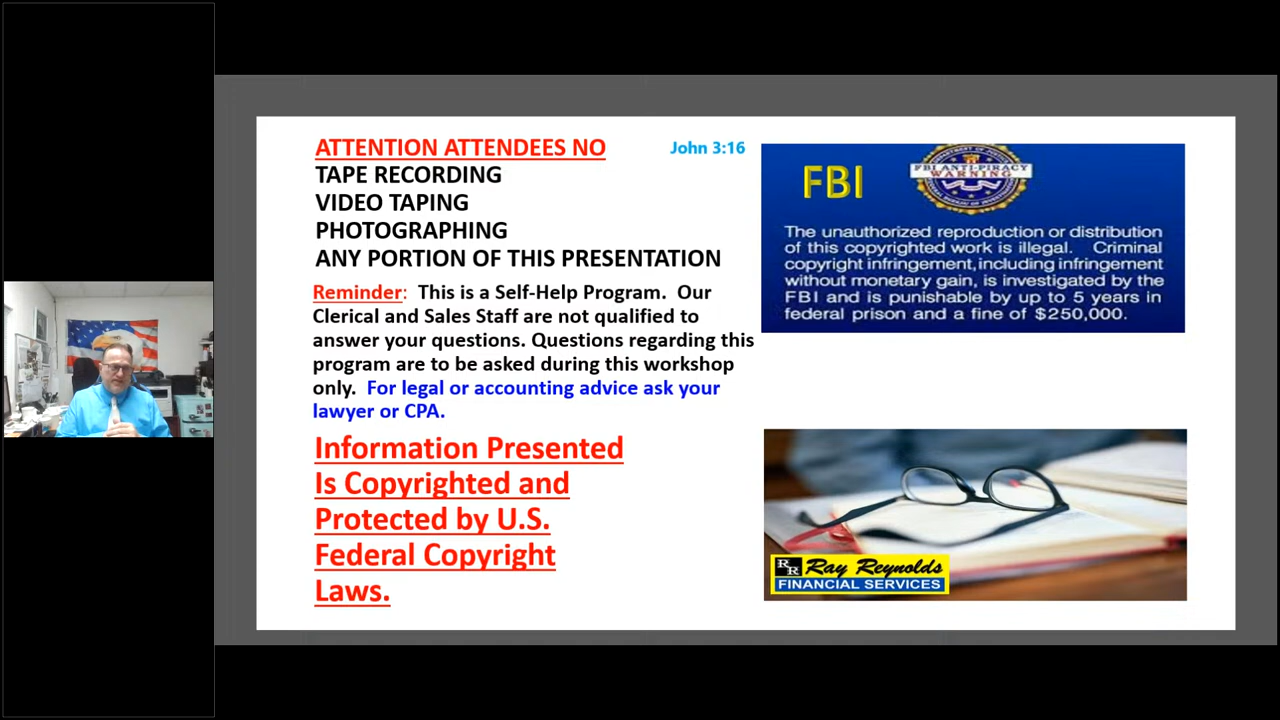 ATTENTION ATTENDEES NO
John 3:16
TAPE RECORDING
VIDEO TAPING
PHOTOGRAPHING
ANY PORTION OF THIS PRESENTATION
Reminder: This is a Self-Help Program. Our
Clerical and Sales Staff are not qualified to
answer your questions. Questions regarding this
program are to be asked during this workshop
only. For legal or accounting advice ask your
lawyer or CPA.
Information Presented
Is Copyrighted and
Protected by U.S.
Federal Copyright
Laws.
FBI
FBI ANTI-PIRACY
WARNING
The unauthorized reproduction or distribution
of this copyrighted work is illegal. Criminal
copyright infringement, including infringement
without monetary gain, is investigated by the
FBI and is punishable by up to 5 years in
federal prison and a fine of $250,000.
RR Ray Reynolds
FINANCIAL SERVICES